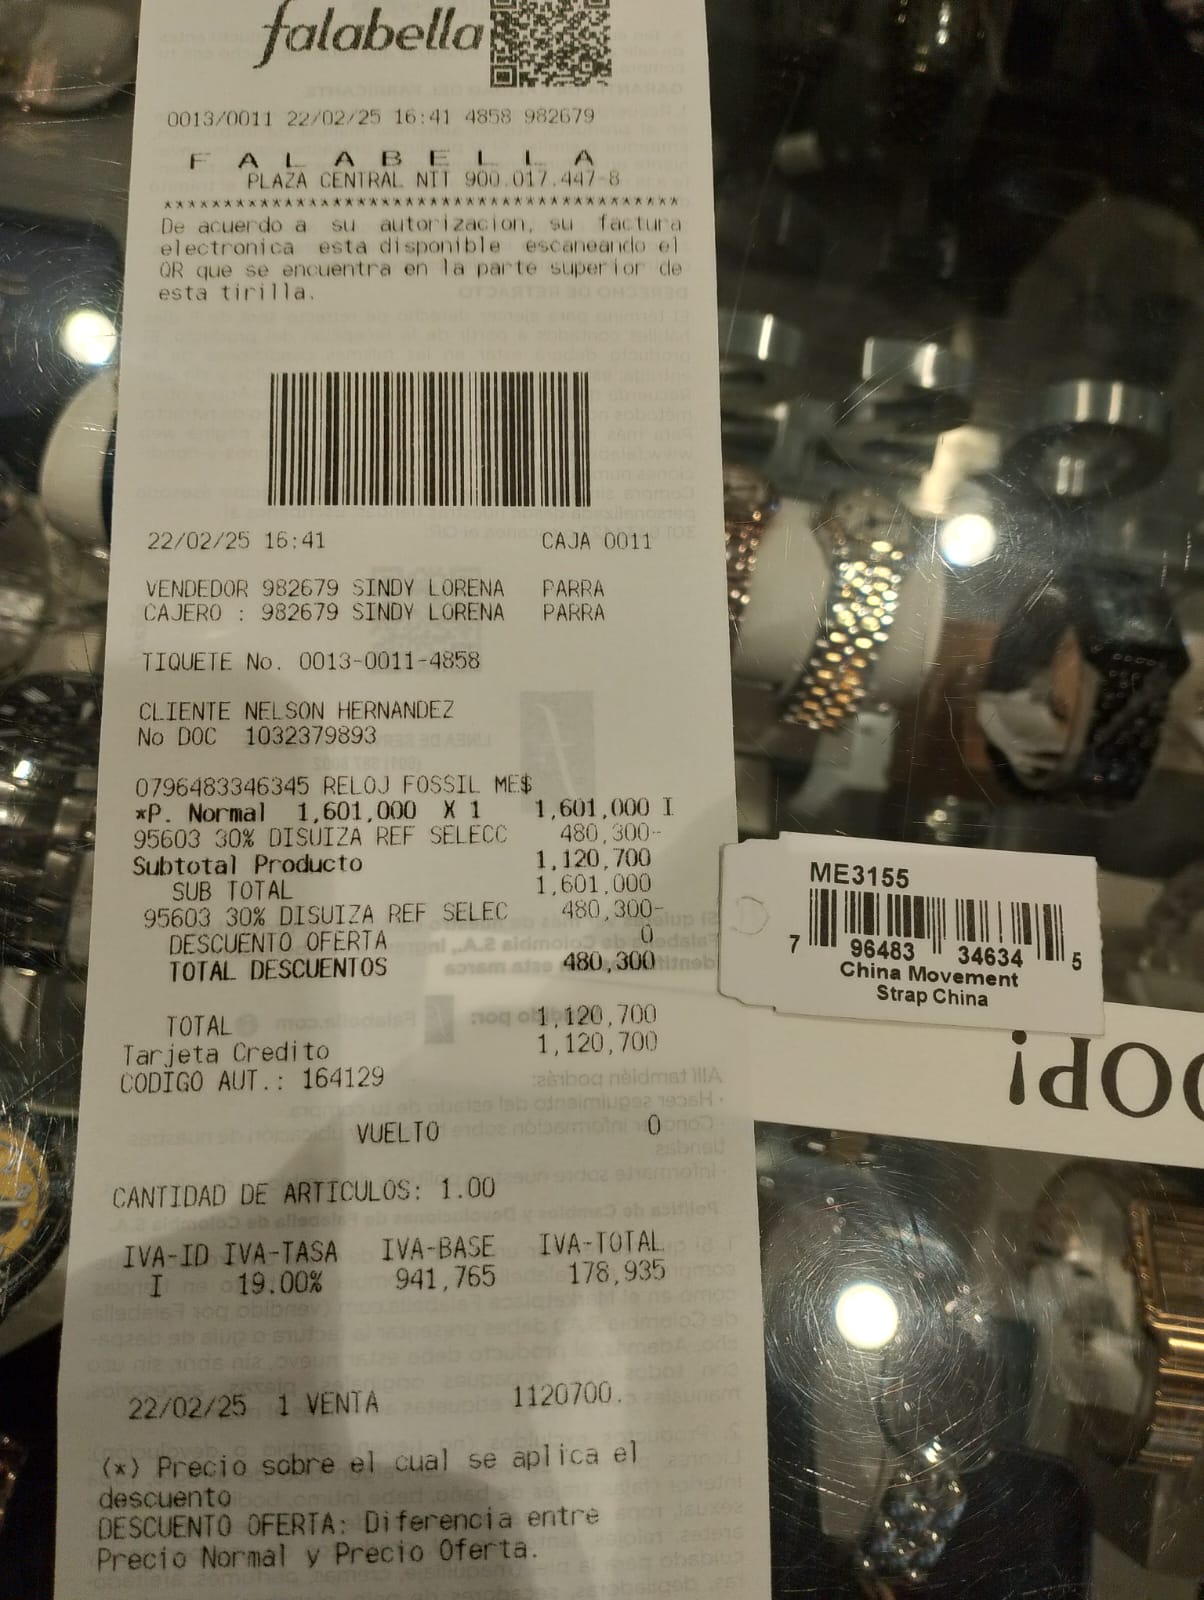 falabella
0013/0011 22/02/25 16:41 4858 982679
F A L A B E L L A
PLAZA CENTRAL NIT 900.017.447-8
****************************************
De acuerdo a su autorizacion, su factura
electronica esta disponible escaneando el
QR que se encuentra en la parte superior de
esta tirilla.
22/02/25 16:41 CAJA 0011
VENDEDOR 982679 SINDY LORENA PARRA
CAJERO : 982679 SINDY LORENA PARRA
TIQUETE No. 0013-0011-4858
CLIENTE NELSON HERNANDEZ
No DOC 1032379893
0796483346345 RELOJ FOSSIL ME$
*P. Normal 1,601,000 X 1 1,601,000 I
95603 30% DISUIZA REF SELECC 480,300-
Subtotal Producto 1,120,700
SUB TOTAL 1,601,000
95603 30% DISUIZA REF SELEC 480,300-
DESCUENTO OFERTA 0
TOTAL DESCUENTOS 480,300
TOTAL 1,120,700
Tarjeta Credito 1,120,700
CODIGO AUT.: 164129
VUELTO 0
CANTIDAD DE ARTICULOS: 1.00
IVA-ID IVA-TASA IVA-BASE IVA-TOTAL
I 19.00% 941,765 178,935
22/02/25 1 VENTA 1120700.
(*) Precio sobre el cual se aplica el
descuento
DESCUENTO OFERTA: Diferencia entre
Precio Normal y Precio Oferta.
ME3155
7 96483 34634 5
China Movement
Strap China